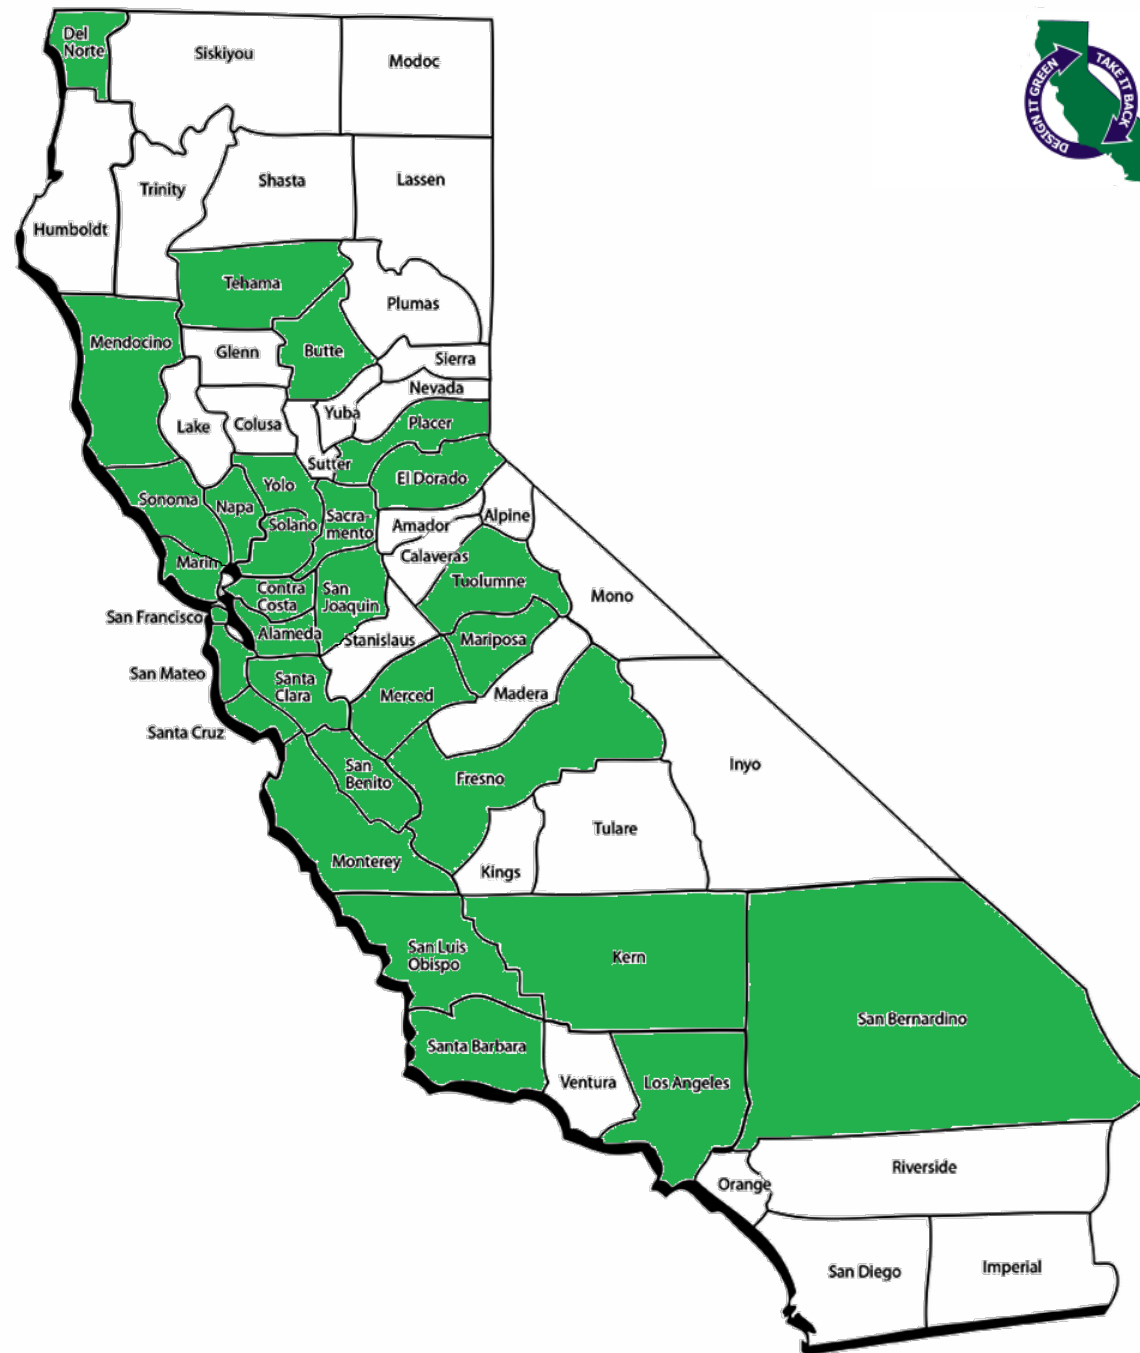 Del
Norte
Siskiyou
Modoc
DESIGN IT GREEN
TAKE IT BACK
Trinity
Shasta
Lassen
Humboldt
Tehama
Plumas
Mendocino
Glenn
Butte
Sierra
Nevada
Lake
Colusa
Yuba
Placer
Sutter
Yolo
El Dorado
Sonoma
Napa
Solano
Sacra-
mento
Amador
Alpine
Marin
Calaveras
Contra
Costa
San
Joaquin
Tuolumne
Mono
San Francisco
Alameda
Stanislaus
Mariposa
San Mateo
Santa
Clara
Merced
Madera
Santa Cruz
San
Benito
Fresno
Inyo
Tulare
Monterey
Kings
San Luis
Obispo
Kern
San Bernardino
Santa Barbara
Ventura
Los Angeles
Riverside
Orange
San Diego
Imperial